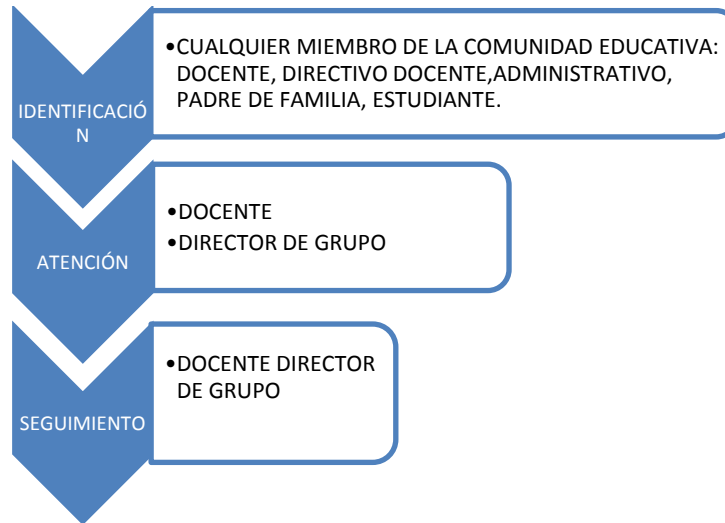 IDENTIFICACIÓ
N
•CUALQUIER MIEMBRO DE LA COMUNIDAD EDUCATIVA:
DOCENTE, DIRECTIVO DOCENTE,ADMINISTRATIVO,
PADRE DE FAMILIA, ESTUDIANTE.
ATENCIÓN
•DOCENTE
•DIRECTOR DE GRUPO
SEGUIMIENTO
•DOCENTE DIRECTOR
DE GRUPO